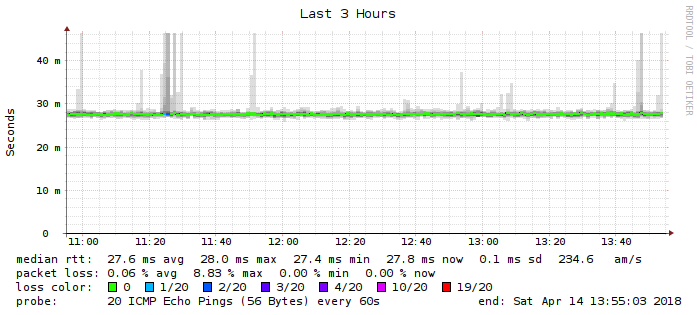 Last 3 Hours
RRDTOOL / TOBI OETIKER
Seconds
40 m
30 m
20 m
10 m
0
11:00 11:20 11:40 12:00 12:20 12:40 13:00 13:20 13:40
median rtt: 27.6 ms avg 28.0 ms max 27.4 ms min 27.8 ms now 0.1 ms sd 234.6 am/s
packet loss: 0.06 % avg 8.83 % max 0.00 % min 0.00 % now
loss color: 0 1/20 2/20 3/20 4/20 10/20 19/20
probe: 20 ICMP Echo Pings (56 Bytes) every 60s end: Sat Apr 14 13:55:03 2018